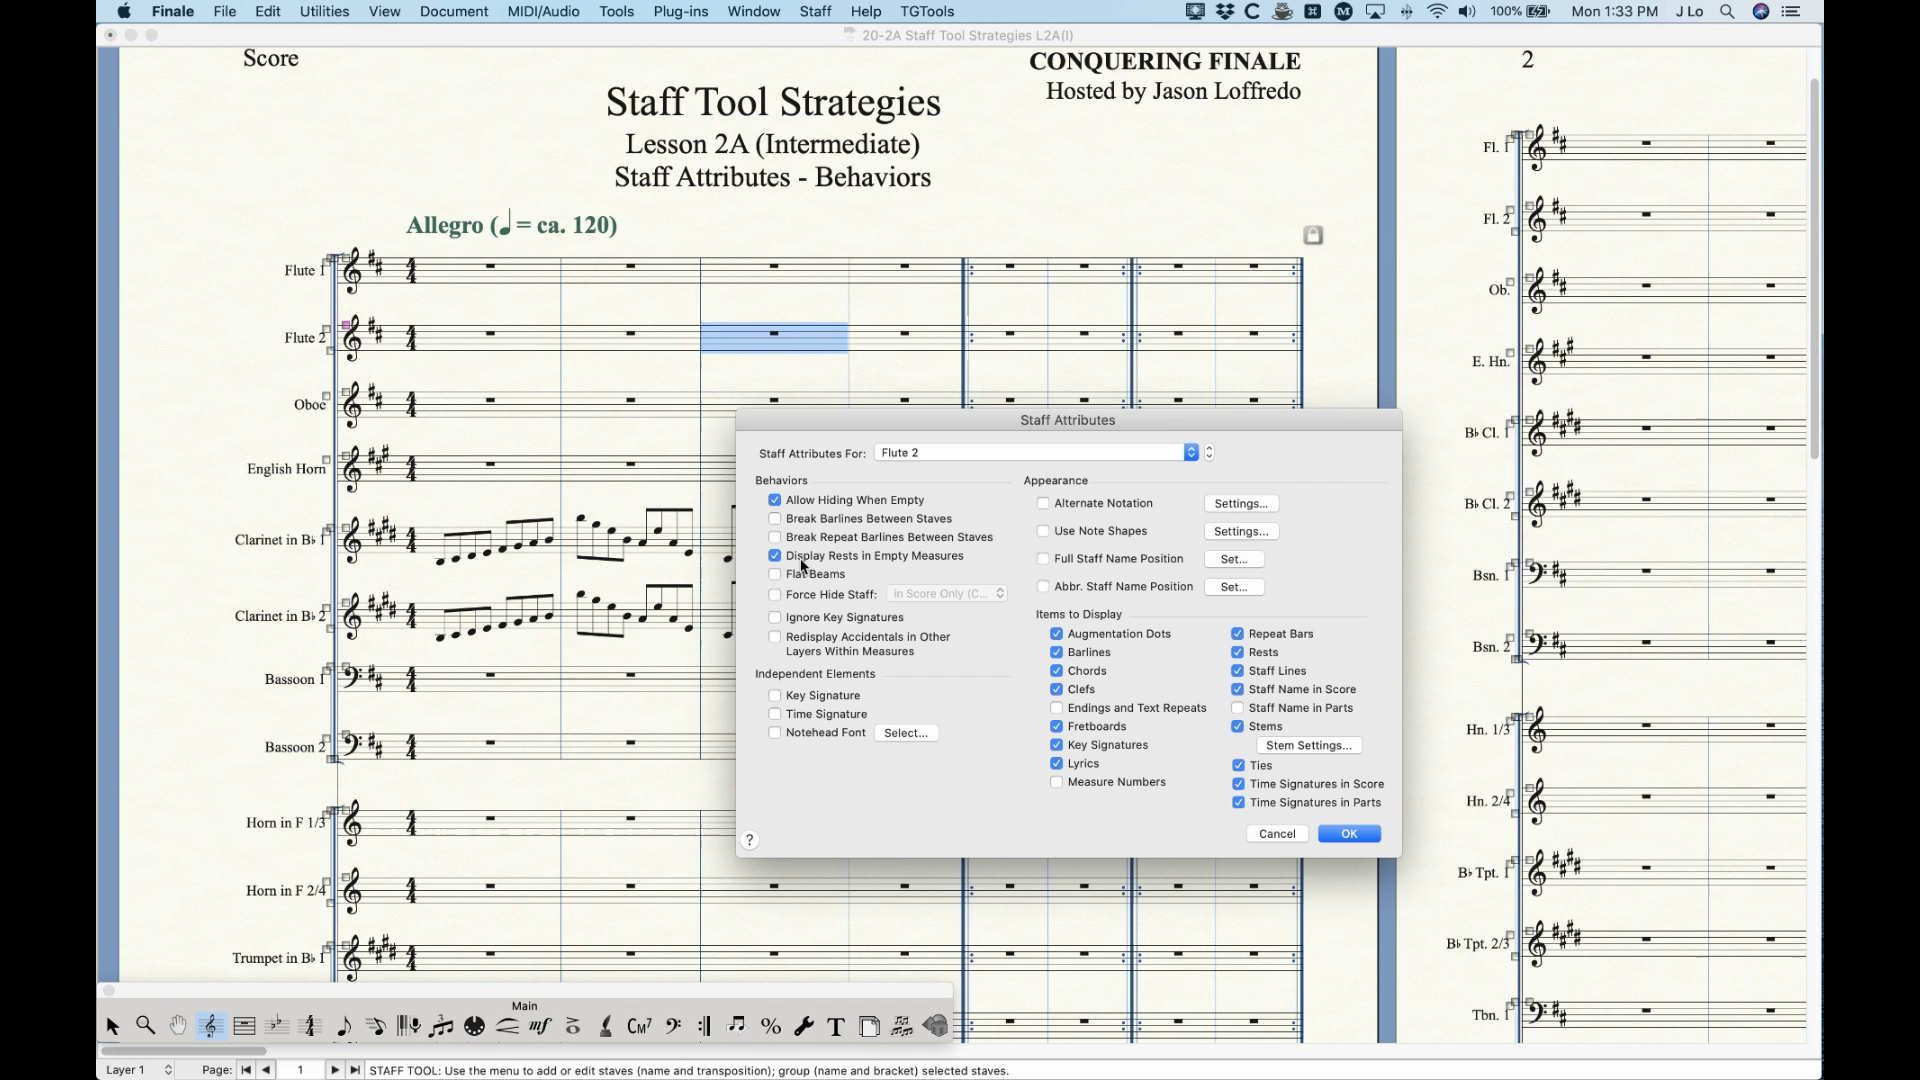 Finale File Edit Utilities View Document MIDI/Audio Tools Plug-ins Window Staff Help TGTools 100% Mon 1:33 PM J Lo
20-2A Staff Tool Strategies L2A(I)
Score
CONQUERING FINALE
Hosted by Jason Loffredo
2
Staff Tool Strategies
Lesson 2A (Intermediate)
Staff Attributes - Behaviors
Allegro (♩= ca. 120)
Flute 1
Flute 2
Oboe
English Horn
Clarinet in B♭ 1
Clarinet in B♭ 2
Bassoon 1
Bassoon 2
Horn in F 1/3
Horn in F 2/4
Trumpet in B♭ 1
Fl. 1
Fl. 2
Ob.
E. Hn.
B♭ Cl. 1
B♭ Cl. 2
Bsn. 1
Bsn. 2
Hn. 1/3
Hn. 2/4
B♭ Tpt. 1
B♭ Tpt. 2/3
Tbn. 1
Staff Attributes
Staff Attributes For: Flute 2
Behaviors
Allow Hiding When Empty
Break Barlines Between Staves
Break Repeat Barlines Between Staves
Display Rests in Empty Measures
Flat Beams
Force Hide Staff: in Score Only (C...
Ignore Key Signatures
Redisplay Accidentals in Other
Layers Within Measures
Independent Elements
Key Signature
Time Signature
Notehead Font Select...
Appearance
Alternate Notation Settings...
Use Note Shapes Settings...
Full Staff Name Position Set...
Abbr. Staff Name Position Set...
Items to Display
Augmentation Dots
Barlines
Chords
Clefs
Endings and Text Repeats
Fretboards
Key Signatures
Lyrics
Measure Numbers
Repeat Bars
Rests
Staff Lines
Staff Name in Score
Staff Name in Parts
Stems
Stem Settings...
Ties
Time Signatures in Score
Time Signatures in Parts
? Cancel OK
Main
mf CM7 % T
Layer 1 Page: 1 STAFF TOOL: Use the menu to add or edit staves (name and transposition); group (name and bracket) selected staves.